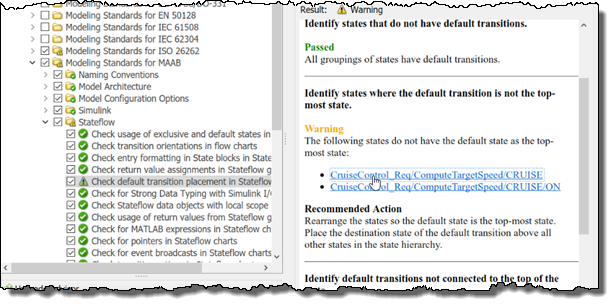 Modeling Standards for EN 50128
Modeling Standards for IEC 61508
Modeling Standards for IEC 62304
Modeling Standards for ISO 26262
Modeling Standards for MAAB
Naming Conventions
Model Architecture
Model Configuration Options
Simulink
Stateflow
Check usage of exclusive and default states in
Check transition orientations in flow charts
Check entry formatting in State blocks in State
Check return value assignments in Stateflow g
Check default transition placement in Stateflow
Check for Strong Data Typing with Simulink I/
Check Stateflow data objects with local scope
Check usage of return values from Stateflow g
Check for MATLAB expressions in Stateflow ch
Check for pointers in Stateflow charts
Check for event broadcasts in Stateflow charts
Result: Warning
Identify states that do not have default transitions.
Passed
All groupings of states have default transitions.
Identify states where the default transition is not the top-
most state.
Warning
The following states do not have the default state as the top-
most state:
CruiseControl_Req/ComputeTargetSpeed/CRUISE
CruiseControl_Req/ComputeTargetSpeed/CRUISE/ON
Recommended Action
Rearrange the states so the default state is the top-most state.
Place the destination state of the default transition above all
other states in the state hierarchy.
Identify default transitions not connected to the top of the